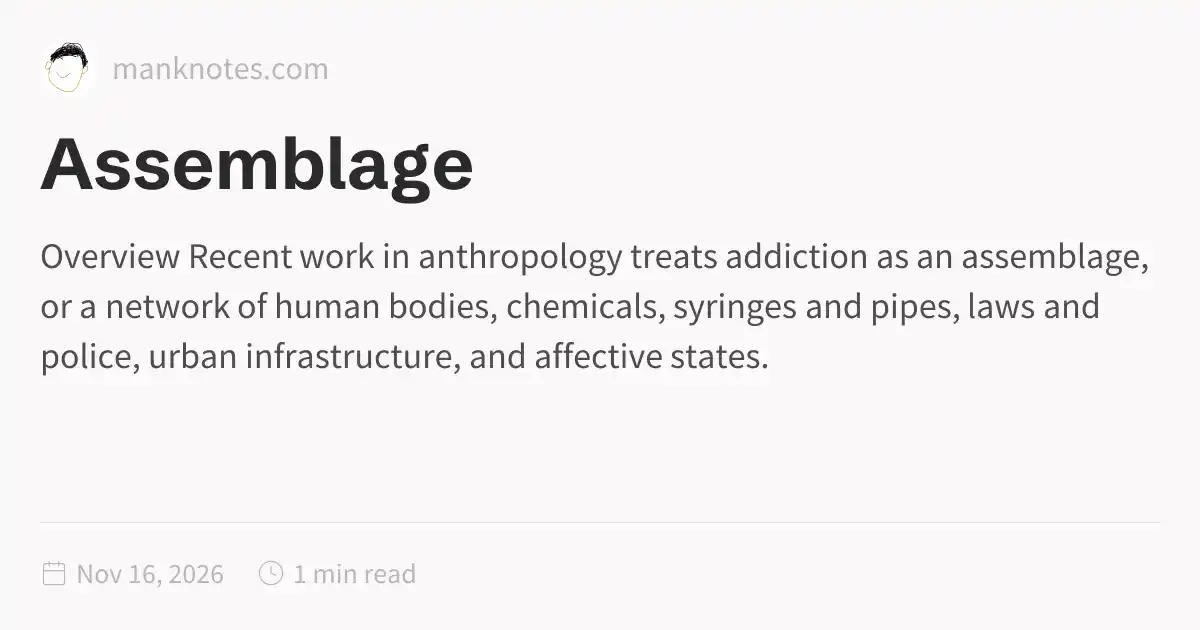 manknotes.com
Assemblage
Overview Recent work in anthropology treats addiction as an assemblage,
or a network of human bodies, chemicals, syringes and pipes, laws and
police, urban infrastructure, and affective states.
Nov 16, 2026 1 min read